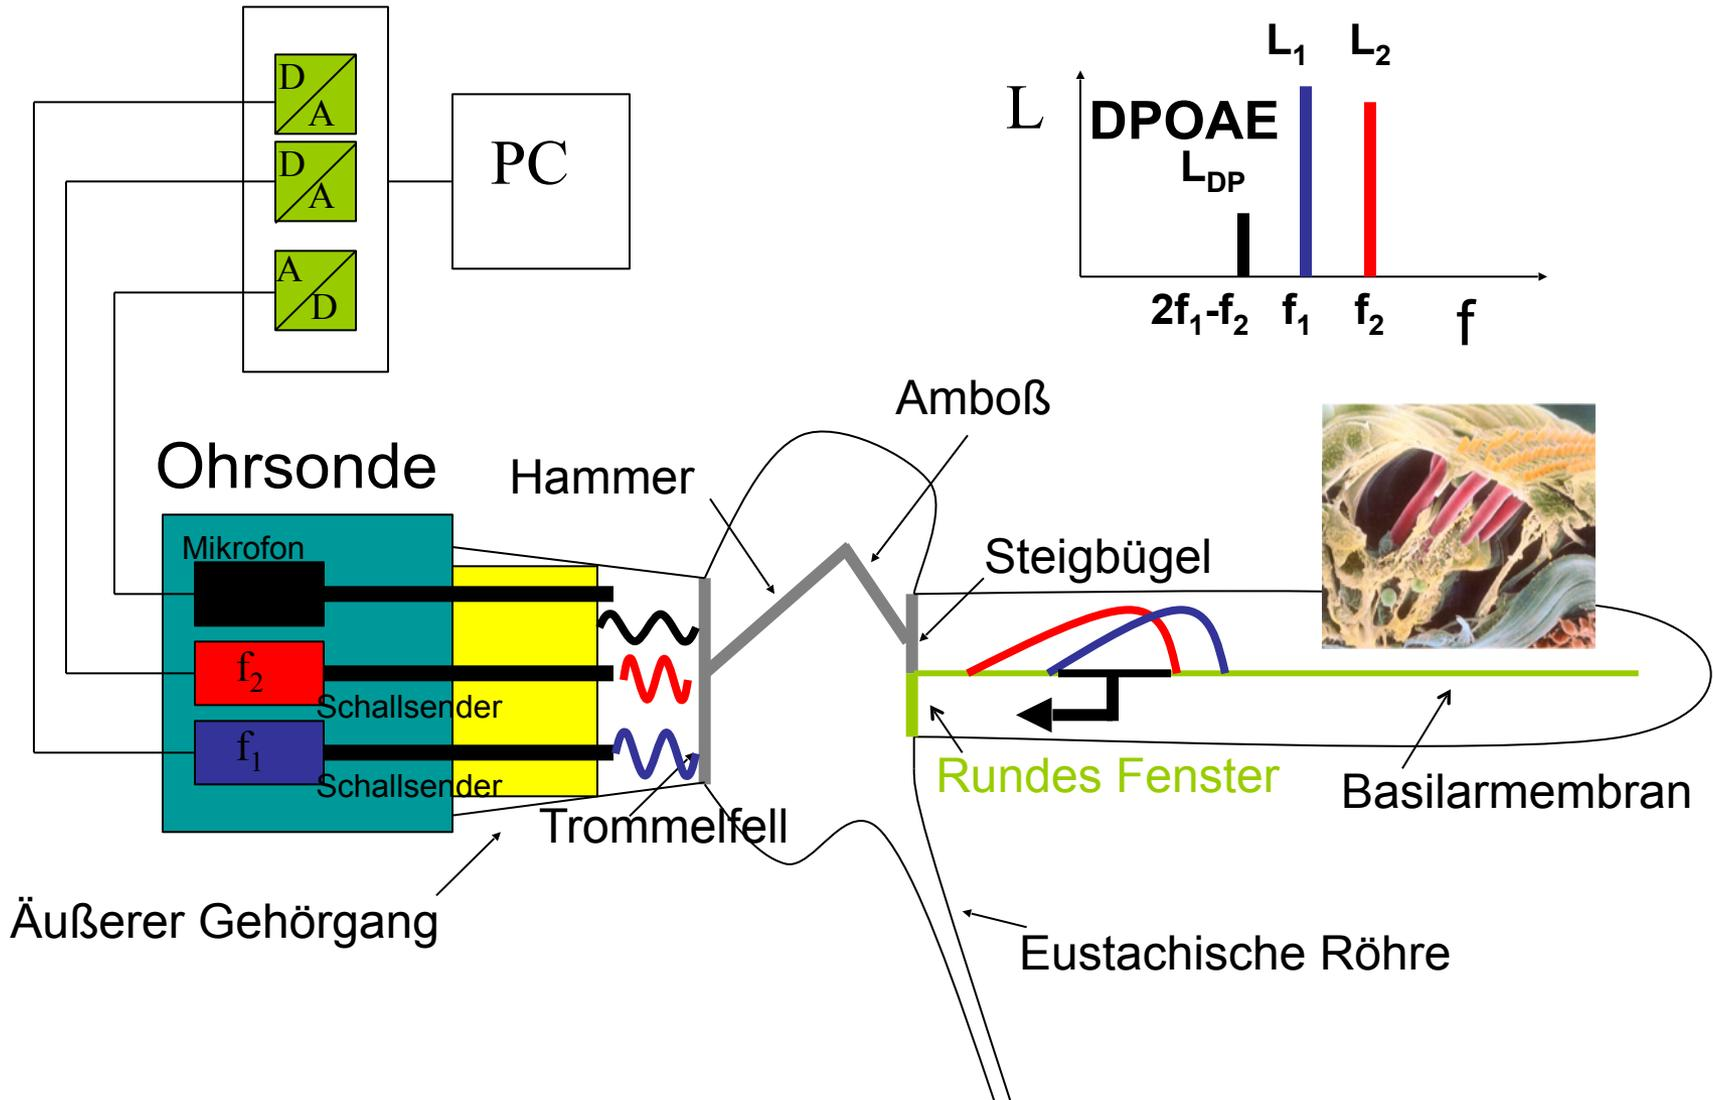 D
A
D
A
A
D
PC
L
L₁ L₂
DPOAE
L_DP
2f₁-f₂ f₁ f₂ f
Amboß
Ohrsonde
Hammer
Mikrofon
Steigbügel
f₂
Schallsender
f₁
Schallsender
Rundes Fenster
Basilarmembran
Trommelfell
Äußerer Gehörgang
Eustachische Röhre